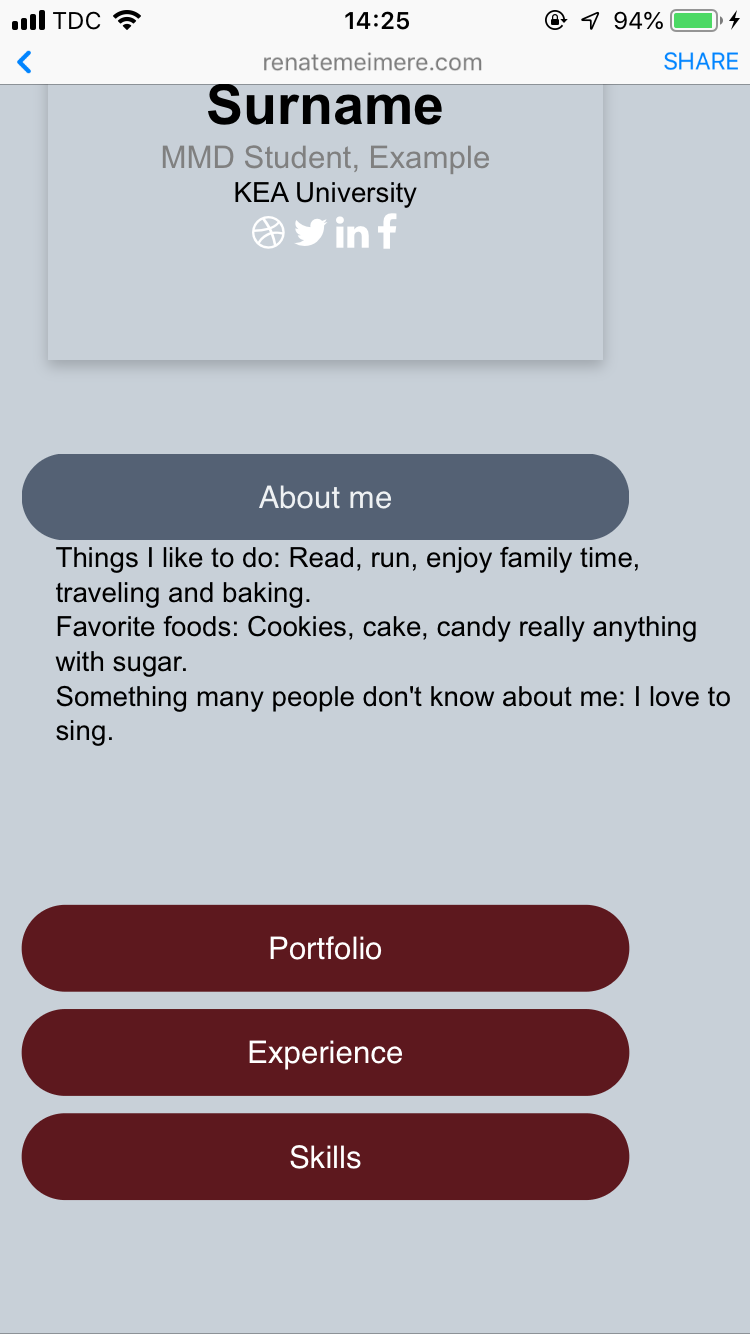 TDC 14:25 94%
renatemeimere.com SHARE
Surname
MMD Student, Example
KEA University
in f
About me
Things I like to do: Read, run, enjoy family time,
traveling and baking.
Favorite foods: Cookies, cake, candy really anything
with sugar.
Something many people don't know about me: I love to
sing.
Portfolio
Experience
Skills